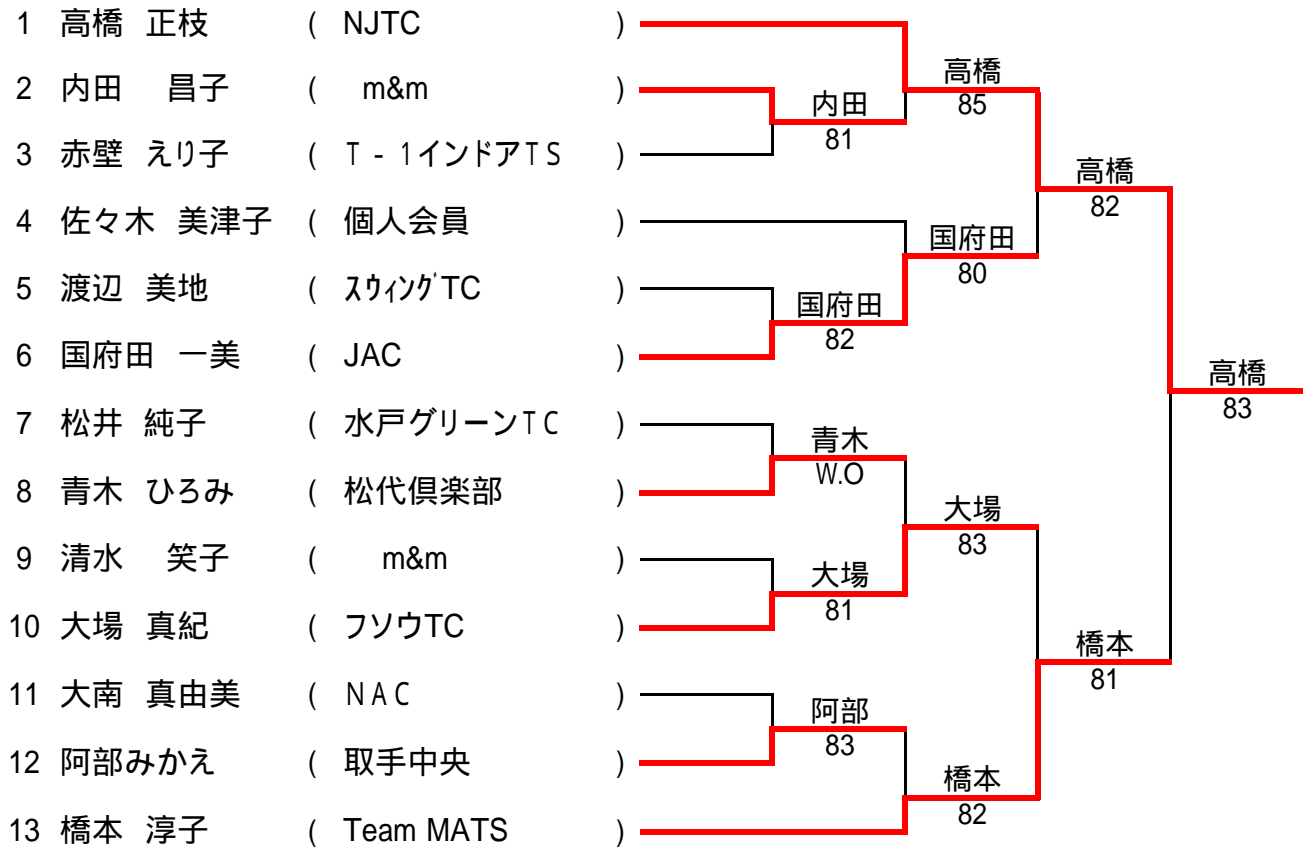 1 高橋 正枝 ( NJTC )
2 内田 昌子 ( m&m )
3 赤壁 えり子 ( T - 1インドアTS )
4 佐々木 美津子 ( 個人会員 )
5 渡辺 美地 ( スウィングTC )
6 国府田 一美 ( JAC )
7 松井 純子 ( 水戸グリーンTC )
8 青木 ひろみ ( 松代倶楽部 )
9 清水 笑子 ( m&m )
10 大場 真紀 ( フソウTC )
11 大南 真由美 ( NAC )
12 阿部みかえ ( 取手中央 )
13 橋本 淳子 ( Team MATS )
内田
81
国府田
82
青木
W.O
大場
81
阿部
83
高橋
85
国府田
80
大場
83
橋本
82
高橋
82
橋本
81
高橋
83